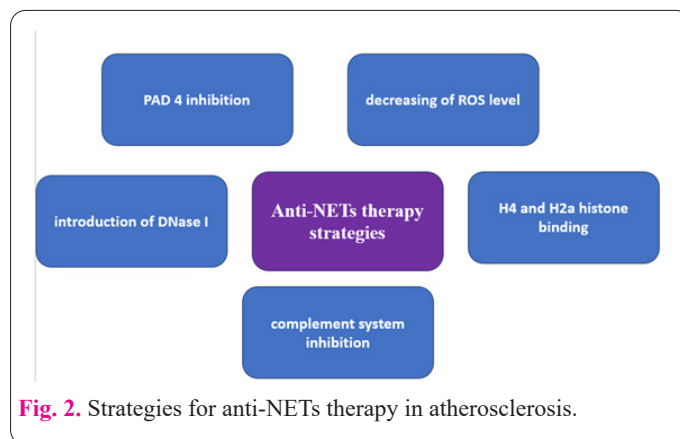 PAD 4 inhibition
decreasing of ROS level
introduction of DNase I
Anti-NETs therapy
strategies
H4 and H2a histone
binding
complement system
inhibition
Fig. 2. Strategies for anti-NETs therapy in atherosclerosis.